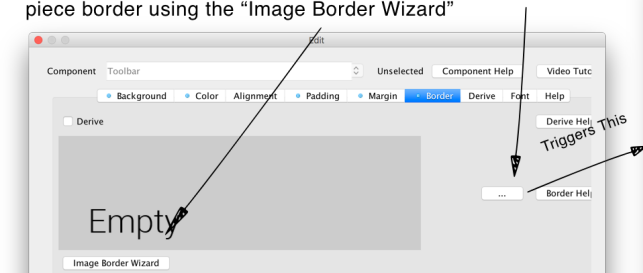 piece border using the “Image Border Wizard”
Edit
Component Toolbar Unselected Component Help Video Tuto
Background Color Alignment Padding Margin Border Derive Font Help
Derive Derive Help
Triggers This
... Border Help
Empty
Image Border Wizard